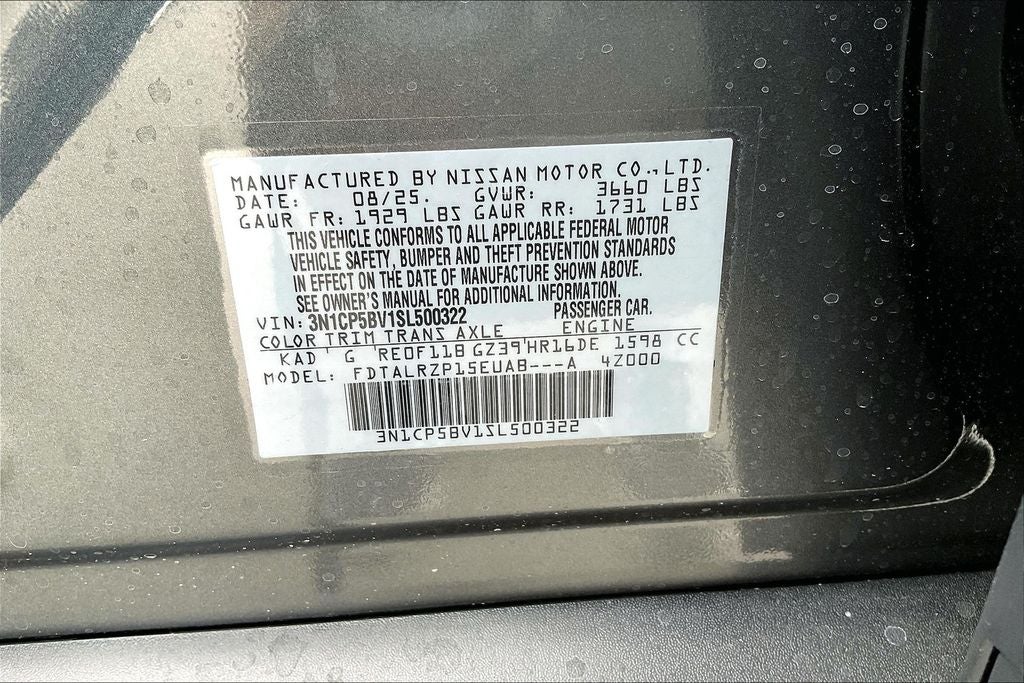 MANUFACTURED BY NISSAN MOTOR CO.,LTD.
DATE: 08/25. GVWR: 3660 LBS
GAWR FR: 1929 LBS GAWR RR: 1731 LBS
THIS VEHICLE CONFORMS TO ALL APPLICABLE FEDERAL MOTOR
VEHICLE SAFETY, BUMPER AND THEFT PREVENTION STANDARDS
IN EFFECT ON THE DATE OF MANUFACTURE SHOWN ABOVE.
SEE OWNER'S MANUAL FOR ADDITIONAL INFORMATION.
VIN: 3N1CP5BV1SL500322 PASSENGER CAR.
COLOR TRIM TRANS AXLE ENGINE
KAD ' G 'RE0F11B GZ39'HR16DE 1598 CC
MODEL: FDTALRZP15EUAB---A 4Z000
3N1CP5BV1SL500322